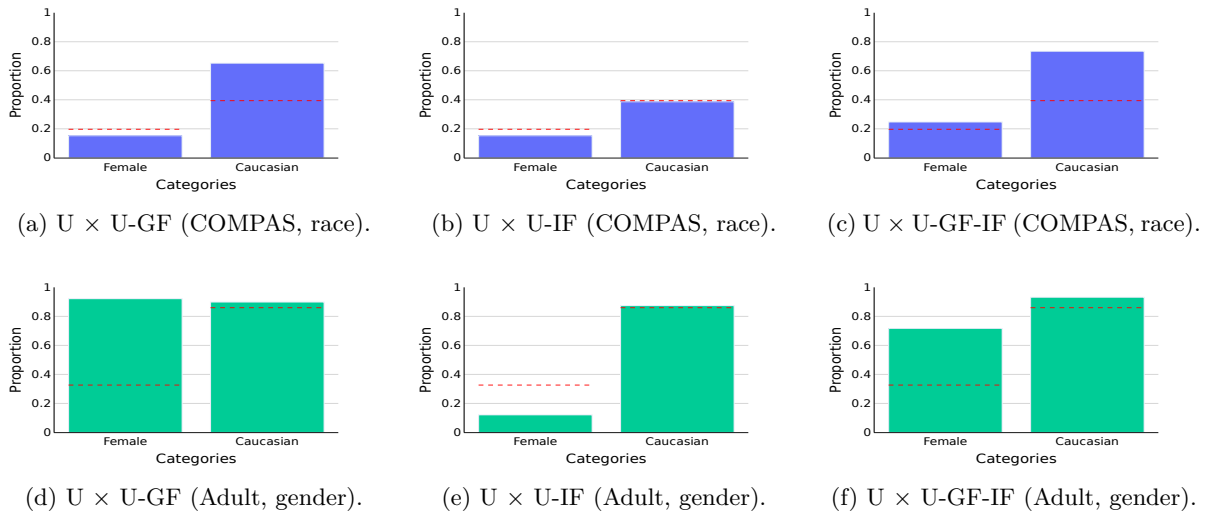 1
0.8
0.6
0.4
0.2
0
Proportion
Female
Caucasian
Categories
(a) U × U-GF (COMPAS, race).
1
0.8
0.6
0.4
0.2
0
Proportion
Female
Caucasian
Categories
(b) U × U-IF (COMPAS, race).
1
0.8
0.6
0.4
0.2
0
Proportion
Female
Caucasian
Categories
(c) U × U-GF-IF (COMPAS, race).
1
0.8
0.6
0.4
0.2
0
Proportion
Female
Caucasian
Categories
(d) U × U-GF (Adult, gender).
1
0.8
0.6
0.4
0.2
0
Proportion
Female
Caucasian
Categories
(e) U × U-IF (Adult, gender).
1
0.8
0.6
0.4
0.2
0
Proportion
Female
Caucasian
Categories
(f) U × U-GF-IF (Adult, gender).